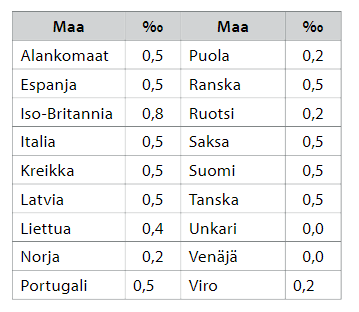 Maa ‰ Maa ‰
Alankomaat 0,5 Puola 0,2
Espanja 0,5 Ranska 0,5
Iso-Britannia 0,8 Ruotsi 0,2
Italia 0,5 Saksa 0,5
Kreikka 0,5 Suomi 0,5
Latvia 0,5 Tanska 0,5
Liettua 0,4 Unkari 0,0
Norja 0,2 Venäjä 0,0
Portugali 0,5 Viro 0,2